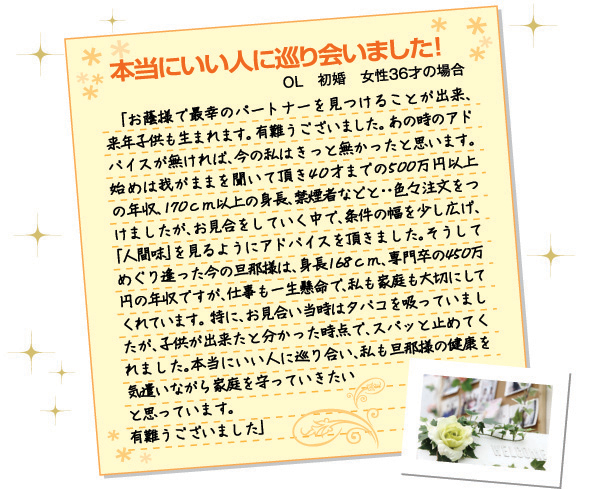 本当にいい人に巡り会いました!
OL 初婚 女性36才の場合
「お蔭様で最幸のパートナーを見つけることが出来、
来年子供も生まれます。有難うございました。あの時のアド
バイスが無ければ、今の私はきっと無かったと思います。
始めは我がままを聞いて頂き40才までの500万円以上
の年収、170cm以上の身長、禁煙者などと‥色々注文をつ
けましたが、お見合をしていく中で、条件の幅を少し広げ、
「人間味」を見るようにアドバイスを頂きました。そうして
めぐり逢った今の旦那様は、身長168cm、専門卒の450万
円の年収ですが、仕事も一生懸命で、私も家庭も大切にして
くれています。特に、お見合い当時はタバコを吸っていまし
たが、子供が出来たと分かった時点で、スパッと止めてく
れました。本当にいい人に巡り会い、私も旦那様の健康を
気遣いながら家庭を守っていきたい
と思っています。
有難うございました」